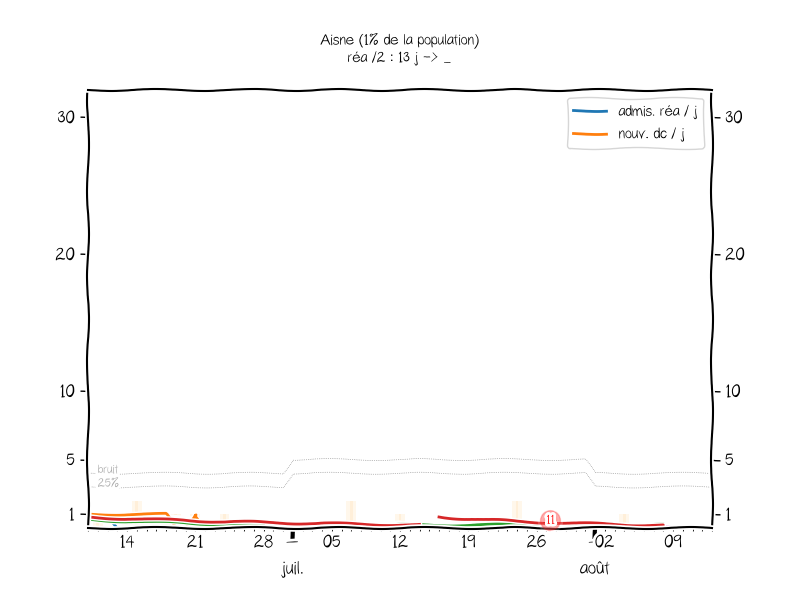 Aisne (1% de la population)
réa /2 : 13 j -> _
admis. réa / j
nouv. dc / j
30 30
20 20
10 10
5 5
bruit
25%
1 1
11
14 21 28 05 12 19 26 02 09
juil. août